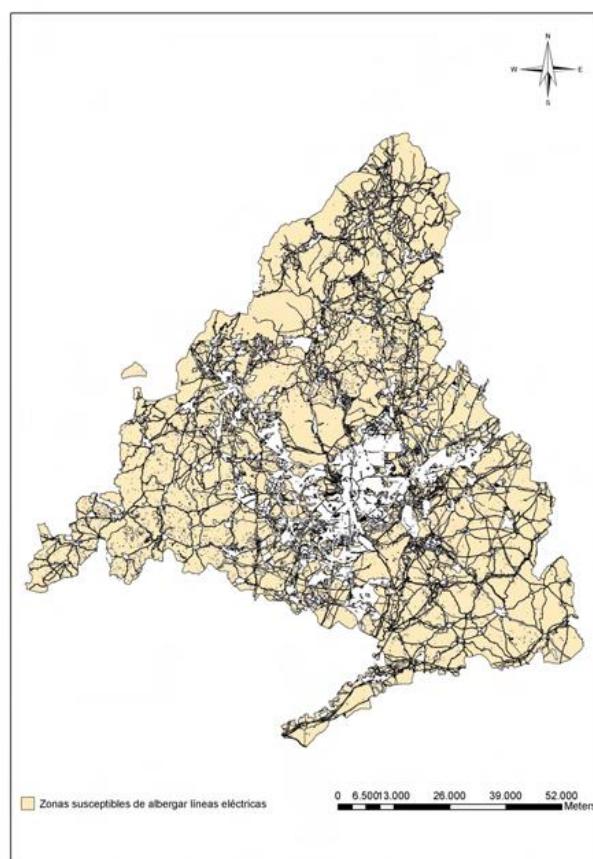 N
W E
S
Zonas susceptibles de albergar líneas eléctricas
0 6.500 13.000 26.000 39.000 52.000
Meters